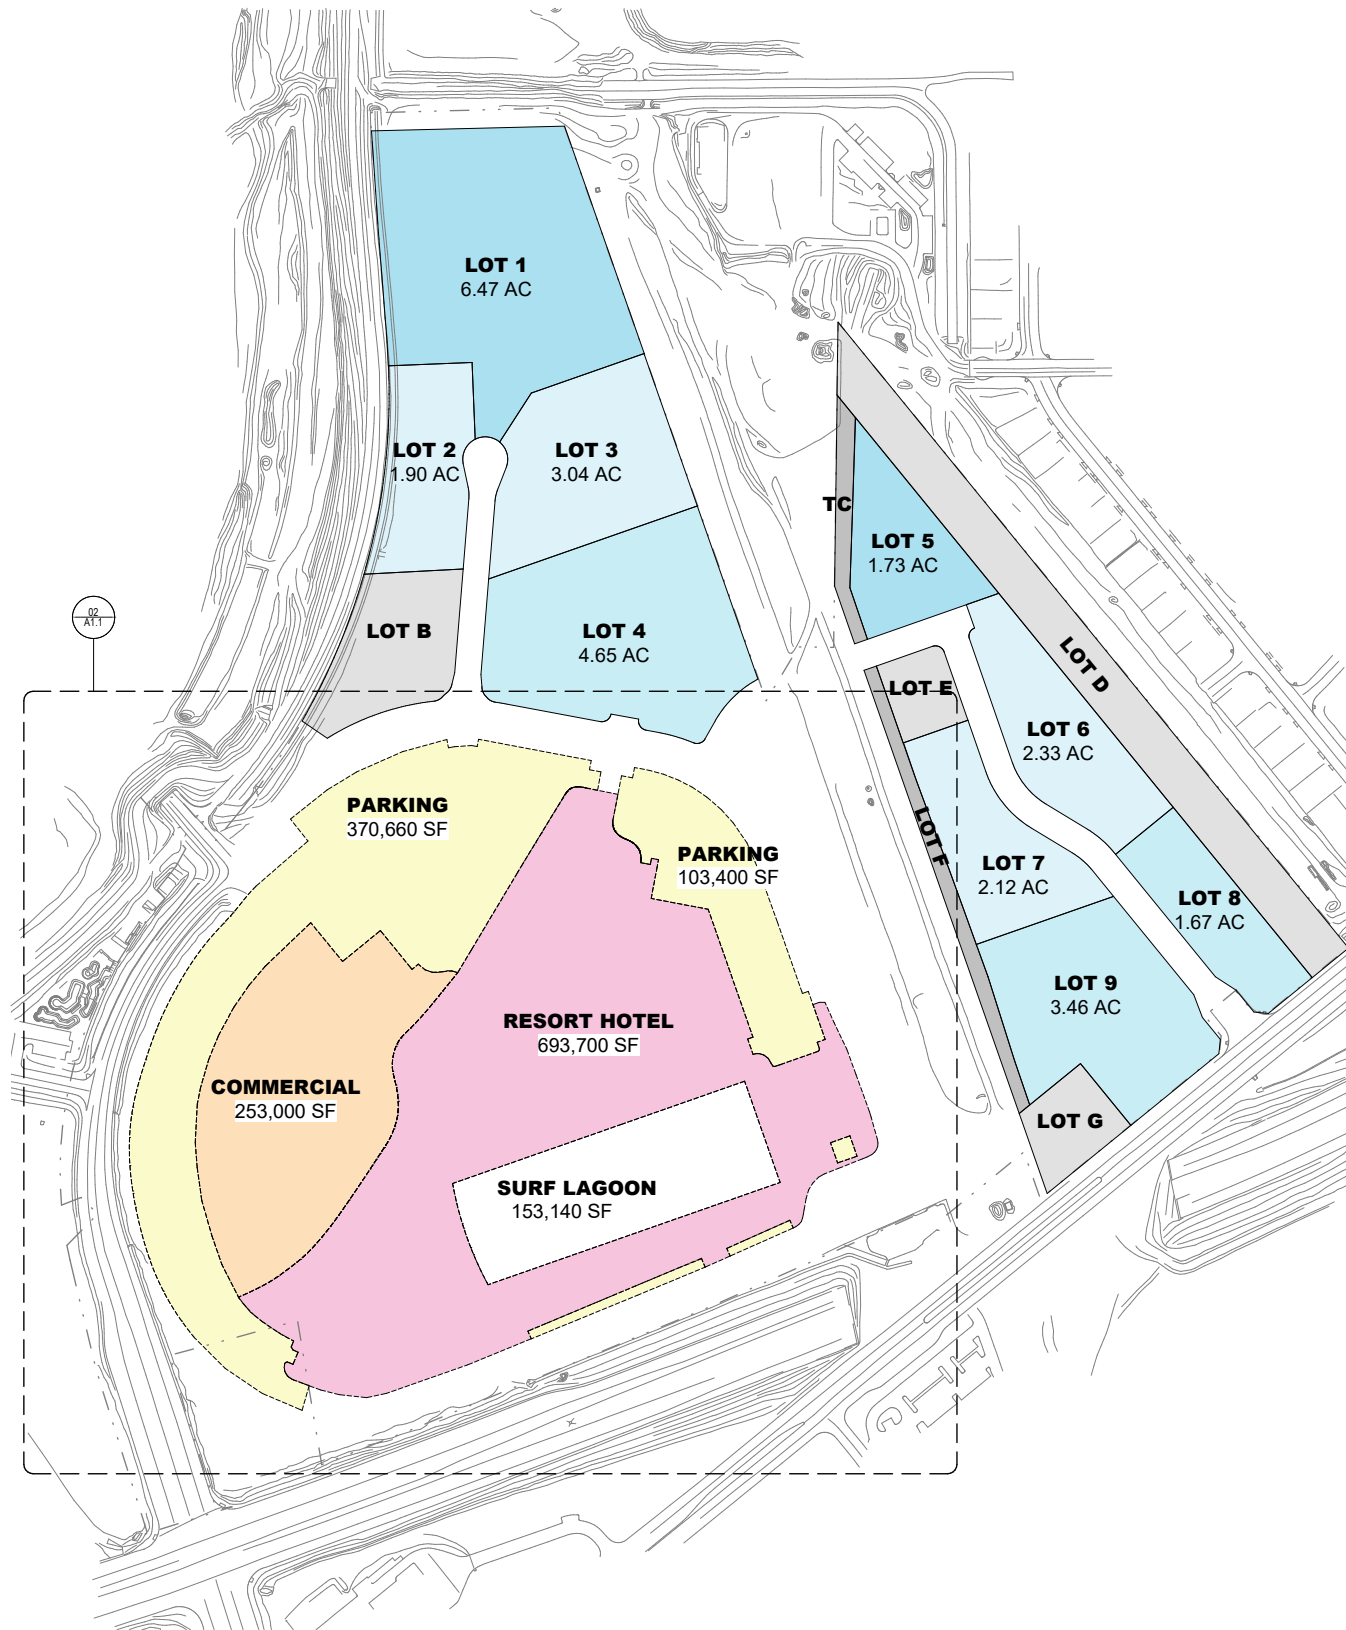 LOT 1
6.47 AC
LOT 2
1.90 AC
LOT 3
3.04 AC
TC
LOT 5
1.73 AC
02
A1.1
LOT B
LOT 4
4.65 AC
LOT D
LOT E
LOT 6
2.33 AC
PARKING
370,660 SF
LOT F
PARKING
103,400 SF
LOT 7
2.12 AC
LOT 8
1.67 AC
LOT 9
3.46 AC
RESORT HOTEL
693,700 SF
COMMERCIAL
253,000 SF
LOT G
SURF LAGOON
153,140 SF